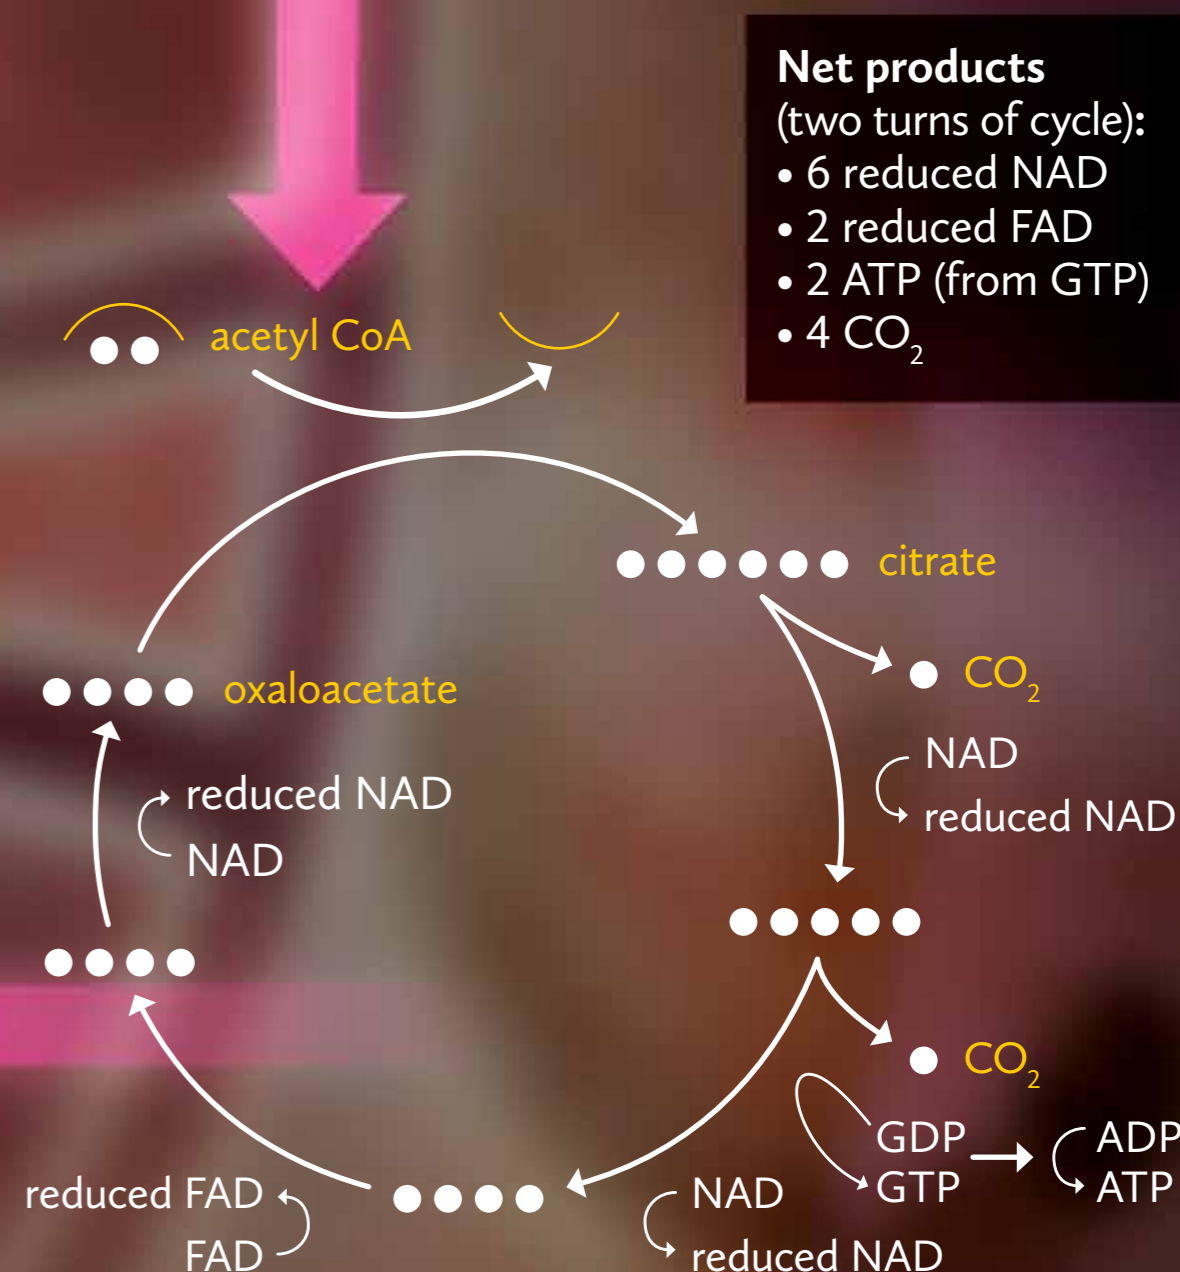 Net products
(two turns of cycle):
• 6 reduced NAD
• 2 reduced FAD
• 2 ATP (from GTP)
• 4 CO₂
acetyl CoA
citrate
CO₂
oxaloacetate
NAD
reduced NAD
reduced NAD
NAD
CO₂
GDP
GTP
ADP
ATP
reduced FAD
FAD
NAD
reduced NAD